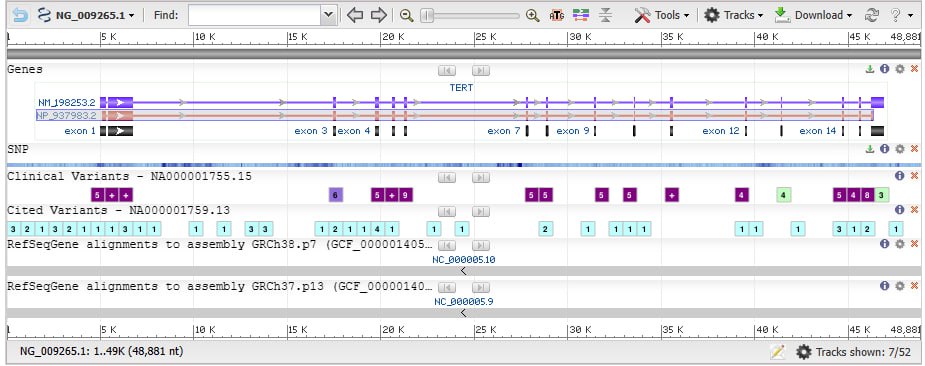 NG_009265.1 Find: Tools Tracks Download ?
1 5 K 10 K 15 K 20 K 25 K 30 K 35 K 40 K 45 K 48,881
Genes
TERT
NM_198253.2
NP_937983.2
exon 1 exon 3 exon 4 exon 7 exon 9 exon 12 exon 14
SNP
Clinical Variants - NA000001755.15
5 + + 6 5 + 9 5 5 5 5 + 4 4 5 4 8 3
Cited Variants - NA000001759.13
3 2 1 1 3 1 3 1 1 1 1 3 3 1 2 1 1 4 1 1 1 2 1 1 1 1 1 1 1 3 1 2 1
RefSeqGene alignments to assembly GRCh38.p7 (GCF_000001405...
NC_000005.10
RefSeqGene alignments to assembly GRCh37.p13 (GCF_00000140...
NC_000005.9
1 5 K 10 K 15 K 20 K 25 K 30 K 35 K 40 K 45 K 48,881
NG_009265.1: 1..49K (48,881 nt) Tracks shown: 7/52